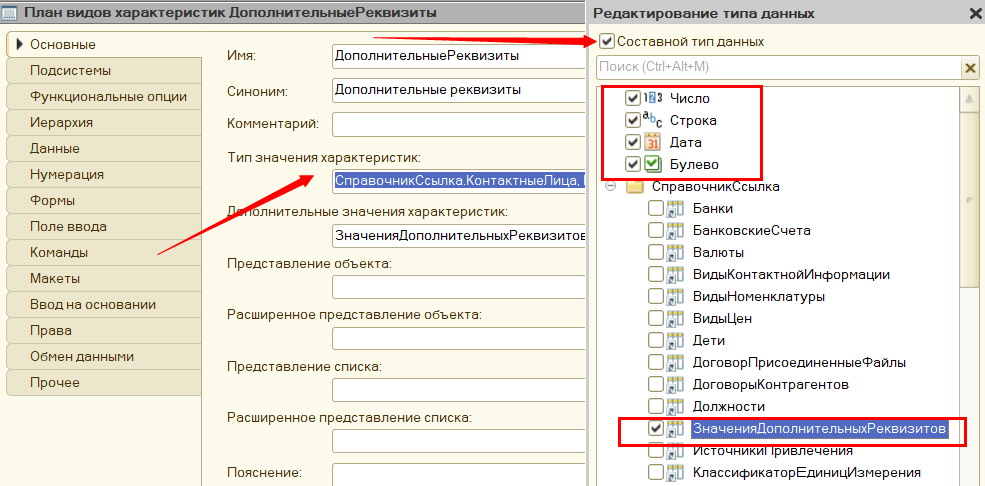 План видов характеристик ДополнительныеРеквизиты
Основные
Подсистемы
Функциональные опции
Иерархия
Данные
Нумерация
Формы
Поле ввода
Команды
Макеты
Ввод на основании
Права
Обмен данными
Прочее
Имя:
ДополнительныеРеквизиты
Синоним:
Дополнительные реквизиты
Комментарий:
Тип значения характеристик:
СправочникСсылка.КонтактныеЛица,
Дополнительные значения характеристик:
ЗначенияДополнительныхРеквизитов
Представление объекта:
Расширенное представление объекта:
Представление списка:
Расширенное представление списка:
Пояснение:
Редактирование типа данных
Составной тип данных
Поиск (Ctrl+Alt+M)
Число
Строка
Дата
Булево
СправочникСсылка
Банки
БанковскиеСчета
Валюты
ВидыКонтактнойИнформации
ВидыНоменклатуры
ВидыЦен
Дети
ДоговорПрисоединенныеФайлы
ДоговорыКонтрагентов
Должности
ЗначенияДополнительныхРеквизитов
ИсточникиПривлечения
КлассификаторЕдиницИзмерения